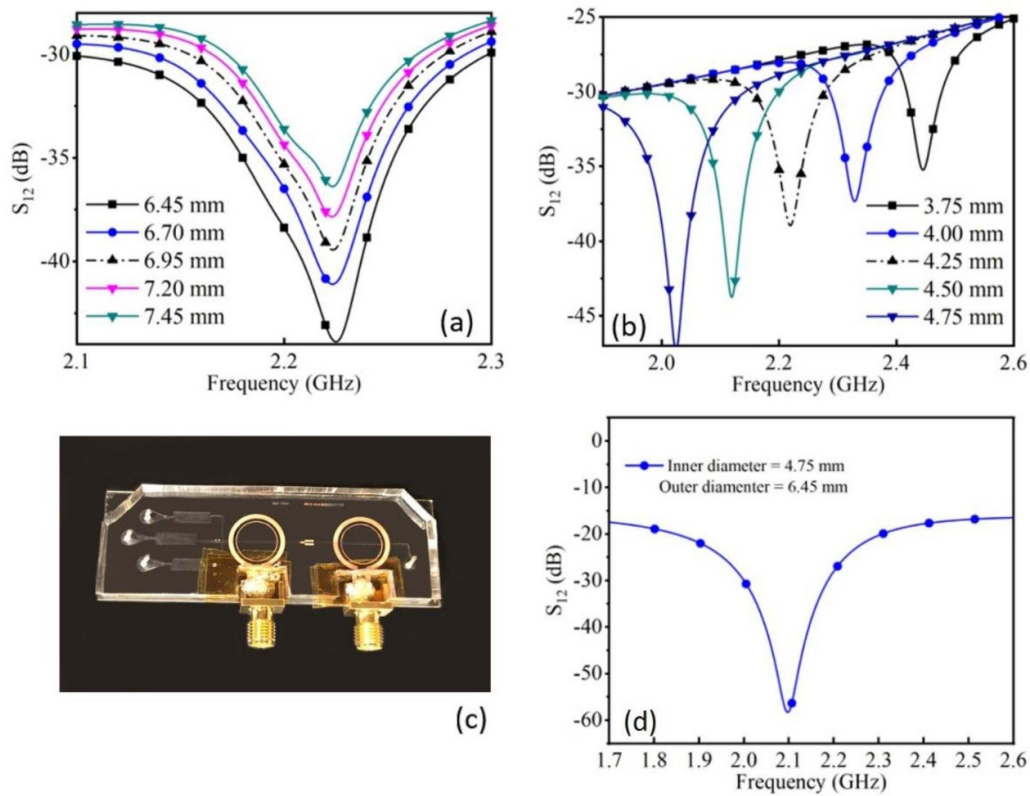 -30
-35
-40
S12 (dB)
6.45 mm
6.70 mm
6.95 mm
7.20 mm
7.45 mm
(a)
2.1
2.2
2.3
Frequency (GHz)
-25
-30
-35
-40
-45
S12 (dB)
3.75 mm
4.00 mm
4.25 mm
4.50 mm
4.75 mm
(b)
2.0
2.2
2.4
2.6
Frequency (GHz)
(c)
0
-10
-20
-30
-40
-50
-60
S12 (dB)
Inner diameter = 4.75 mm
Outer diamenter = 6.45 mm
(d)
1.7 1.8 1.9 2.0 2.1 2.2 2.3 2.4 2.5 2.6
Frequency (GHz)